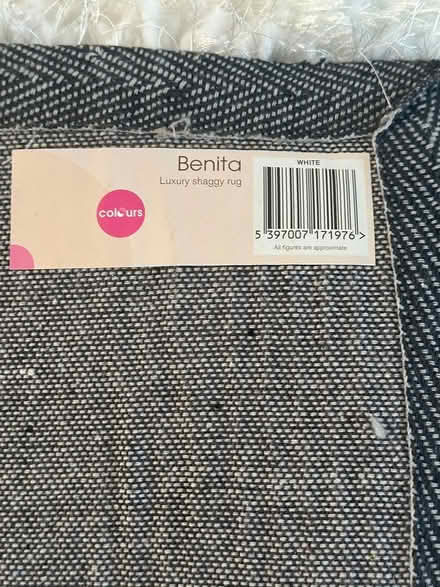 Benita
Luxury shaggy rug
colours
WHITE
5 397007 171976 >
All figures are approximate